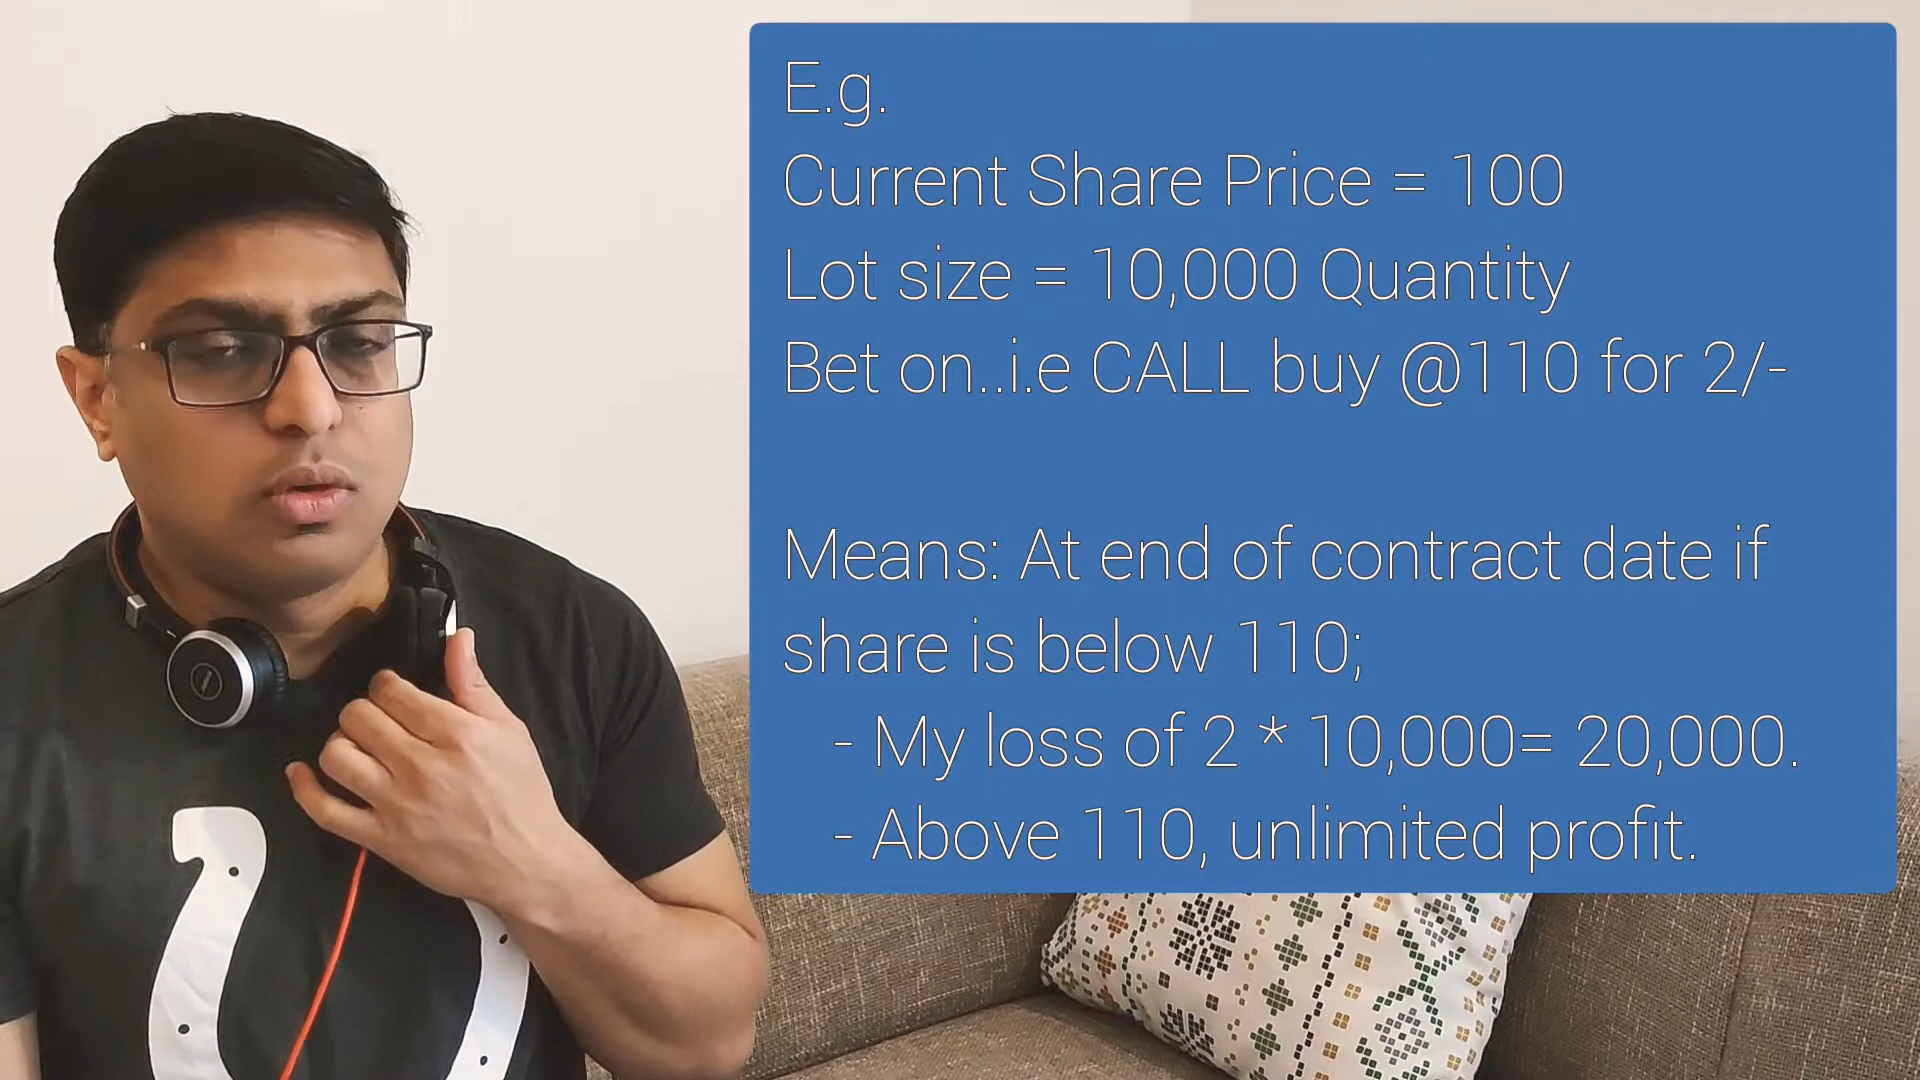 E.g.
Current Share Price = 100
Lot size = 10,000 Quantity
Bet on..i.e CALL buy @110 for 2/-
Means: At end of contract date if
share is below 110;
- My loss of 2 * 10,000= 20,000.
- Above 110, unlimited profit.